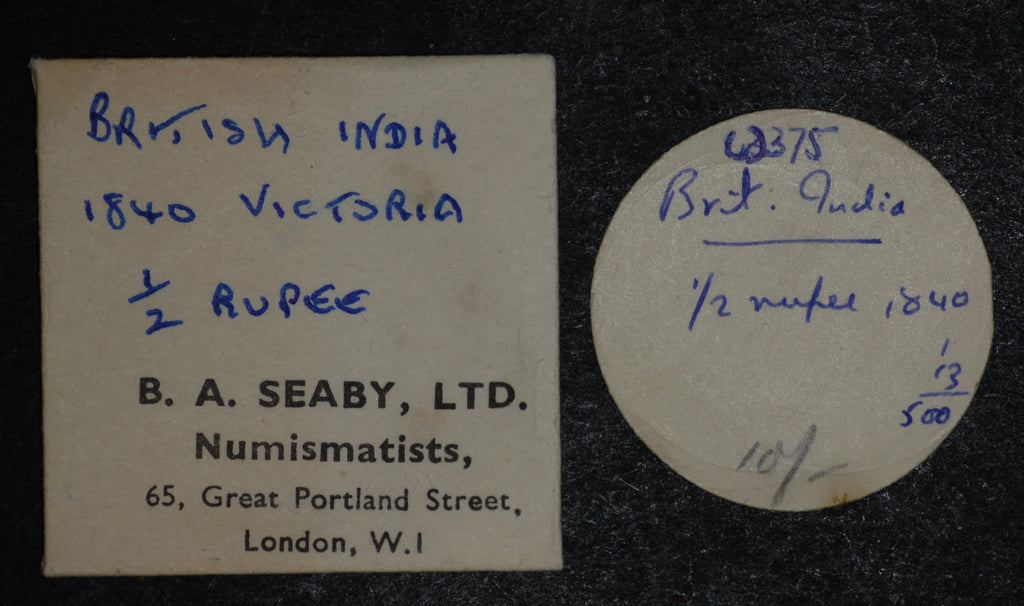 BRITISH INDIA
1840 VICTORIA
1/2 RUPEE
B. A. SEABY, LTD.
Numismatists,
65, Great Portland Street,
London, W.1
375
Brit. India
1/2 rupee 1840
13
500
10/-